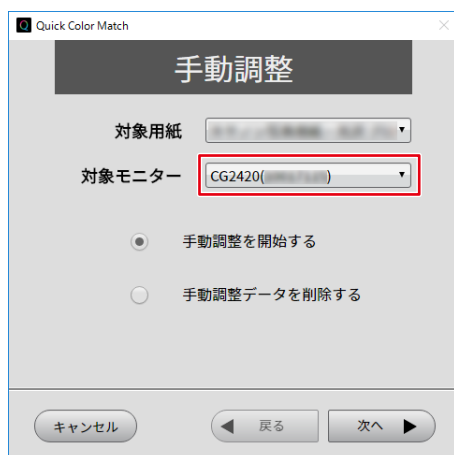 Quick Color Match
手動調整
対象用紙
対象モニター CG2420( )
手動調整を開始する
手動調整データを削除する
キャンセル 戻る 次へ